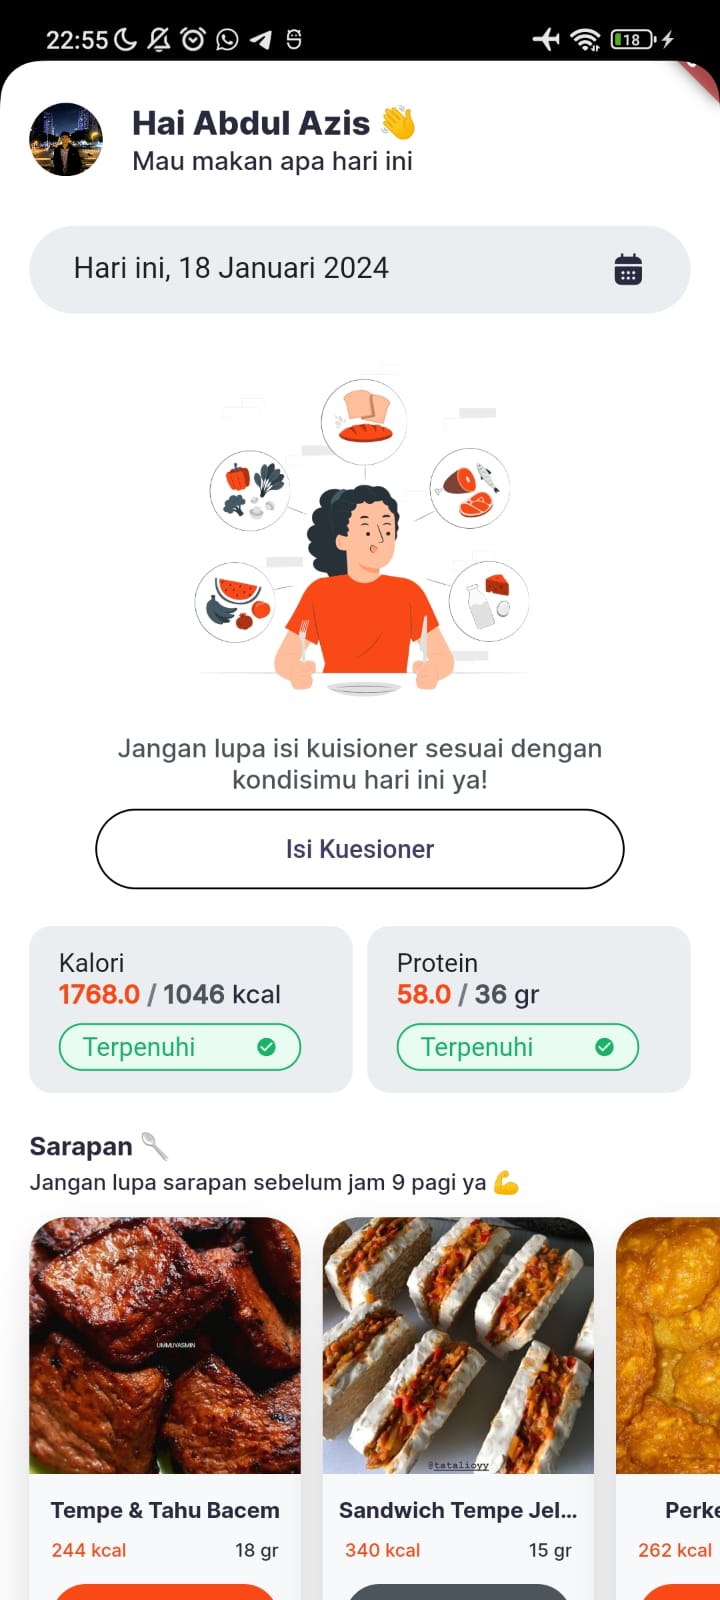 22:55
18
Hai Abdul Azis 👋
Mau makan apa hari ini
Hari ini, 18 Januari 2024
Jangan lupa isi kuisioner sesuai dengan
kondisimu hari ini ya!
Isi Kuesioner
Kalori
1768.0 / 1046 kcal
Terpenuhi
Protein
58.0 / 36 gr
Terpenuhi
Sarapan 🥄
Jangan lupa sarapan sebelum jam 9 pagi ya 💪
UMMUYASMIN
@tatalioyy
Tempe & Tahu Bacem
244 kcal 18 gr
Sandwich Tempe Jel...
340 kcal 15 gr
Perke
262 kcal